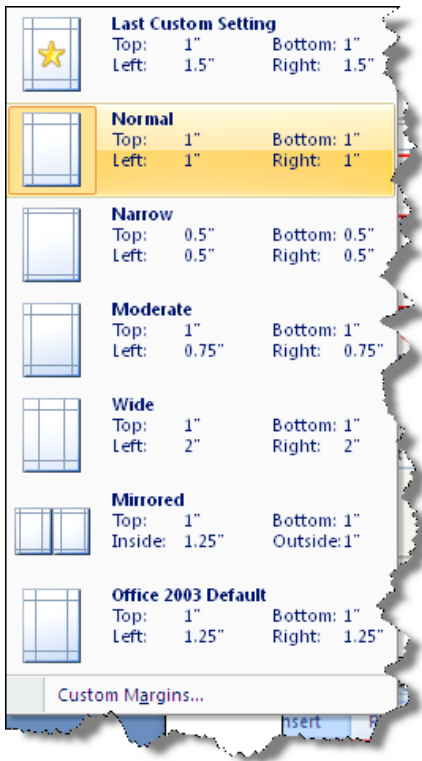 Last Custom Setting
Top: 1" Bottom: 1"
Left: 1.5" Right: 1.5"
Normal
Top: 1" Bottom: 1"
Left: 1" Right: 1"
Narrow
Top: 0.5" Bottom: 0.5"
Left: 0.5" Right: 0.5"
Moderate
Top: 1" Bottom: 1"
Left: 0.75" Right: 0.75"
Wide
Top: 1" Bottom: 1"
Left: 2" Right: 2"
Mirrored
Top: 1" Bottom: 1"
Inside: 1.25" Outside: 1"
Office 2003 Default
Top: 1" Bottom: 1"
Left: 1.25" Right: 1.25"
Custom Margins...
nsert